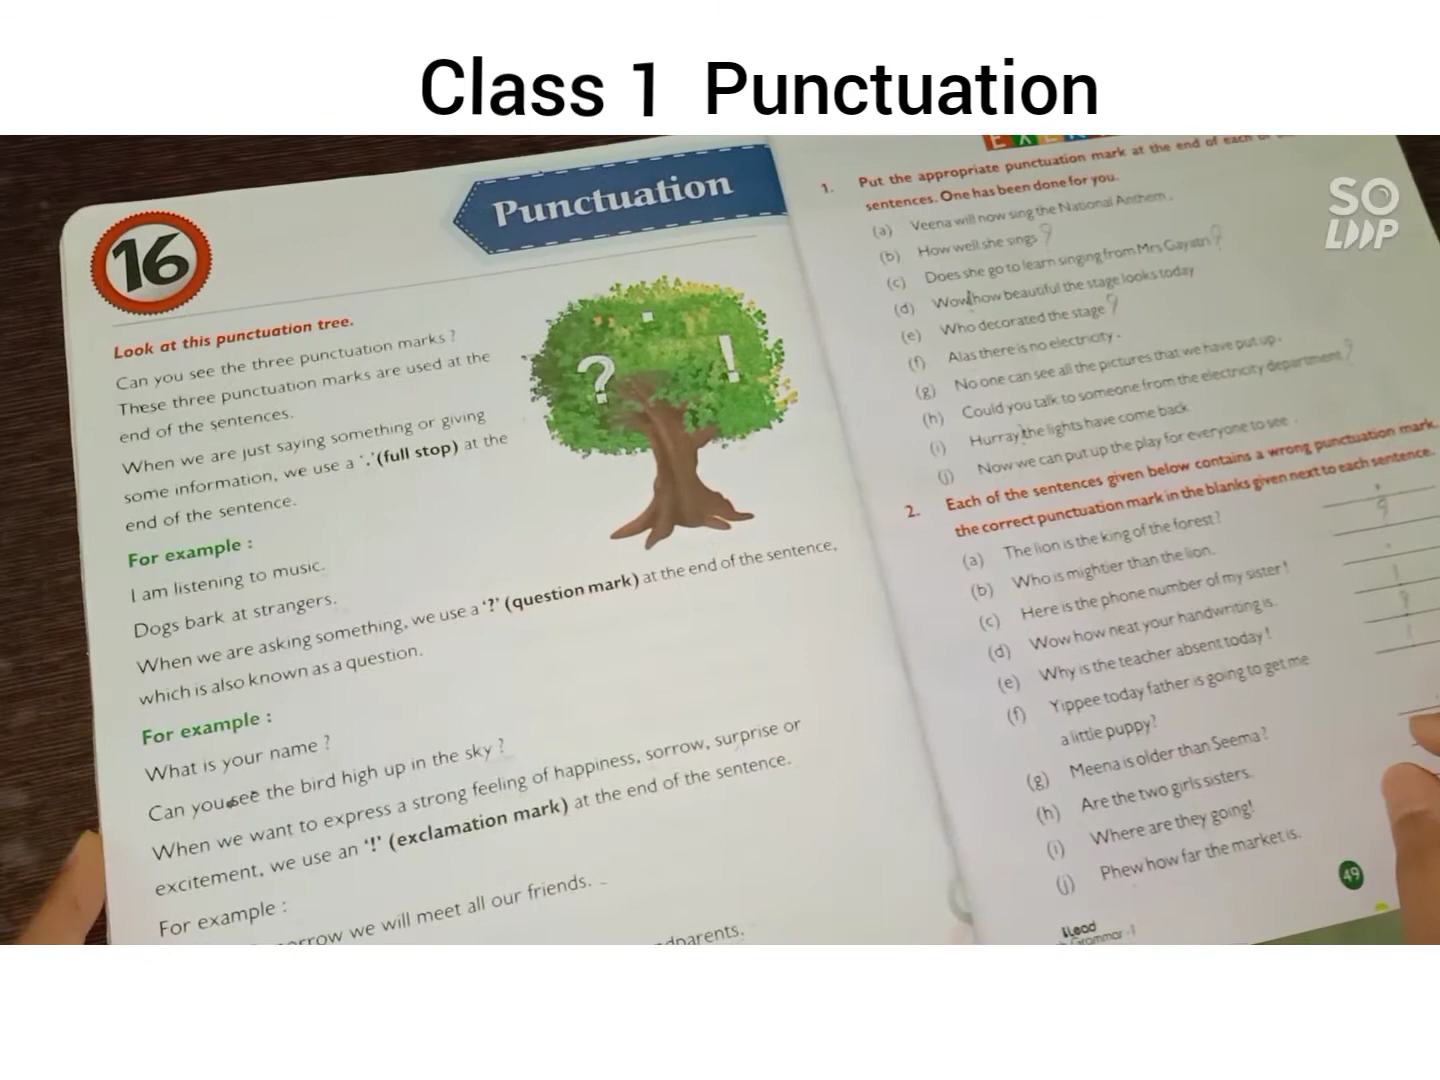 Class 1 Punctuation
SO
LOOP
16
Punctuation
Look at this punctuation tree.
Can you see the three punctuation marks ?
These three punctuation marks are used at the
end of the sentences.
When we are just saying something or giving
some information, we use a '.'(full stop) at the
end of the sentence.
For example :
I am listening to music.
Dogs bark at strangers.
When we are asking something, we use a '?' (question mark) at the end of the sentence,
which is also known as a question.
For example :
What is your name ?
Can you see the bird high up in the sky ?
When we want to express a strong feeling of happiness, sorrow, surprise or
excitement, we use an '!' (exclamation mark) at the end of the sentence.
For example :
we will meet all our friends.
? . !
1. Put the appropriate punctuation mark at the end of each of
sentences. One has been done for you.
(a) Veena will now sing the National Anthem .
(b) How well she sings ?
(c) Does she go to learn singing from Mrs Gayatri ?
(d) Wow! how beautiful the stage looks today
(e) Who decorated the stage ?
(f) Alas there is no electricity .
(g) No one can see all the pictures that we have put up .
(h) Could you talk to someone from the electricity department ?
(i) Hurray! the lights have come back
(j) Now we can put up the play for everyone to see .
2. Each of the sentences given below contains a wrong punctuation mark.
the correct punctuation mark in the blanks given next to each sentence.
(a) The lion is the king of the forest? .
(b) Who is mightier than the lion. ?
(c) Here is the phone number of my sister! .
(d) Wow how neat your handwriting is. !
(e) Why is the teacher absent today! ?
(f) Yippee today father is going to get me
a little puppy? !
(g) Meena is older than Seema? .
(h) Are the two girls sisters.
(i) Where are they going!
(j) Phew how far the market is.
49
Lead
Grammar -1